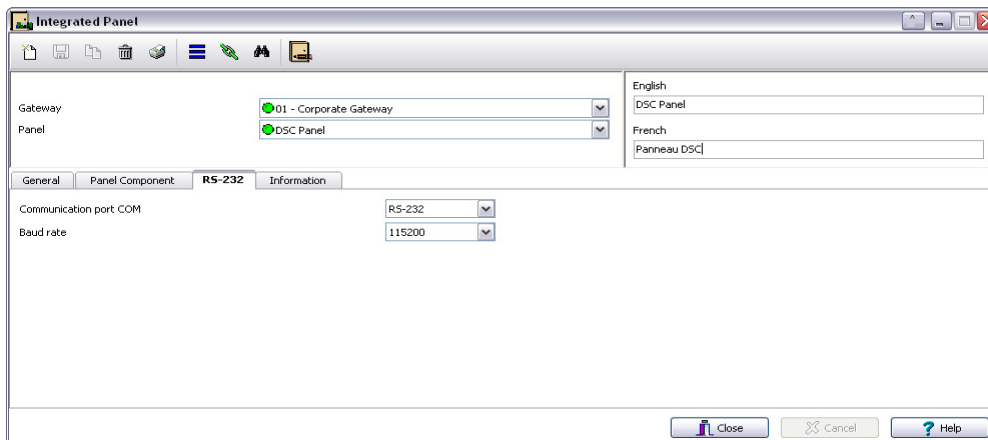 Integrated Panel
Gateway
01 - Corporate Gateway
Panel
DSC Panel
English
DSC Panel
French
Panneau DSC
General
Panel Component
RS-232
Information
Communication port COM
RS-232
Baud rate
115200
Close
Cancel
? Help